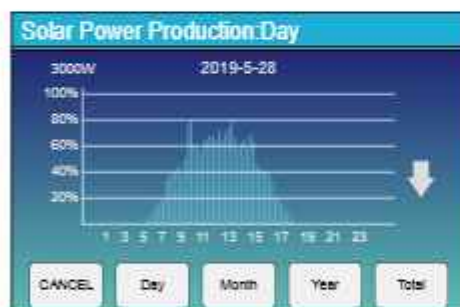 Solar Power Production:Day
3000W 2019-5-28
100%
80%
60%
40%
20%
1 3 5 7 9 11 13 15 17 19 21 23
CANCEL Day Month Year Total